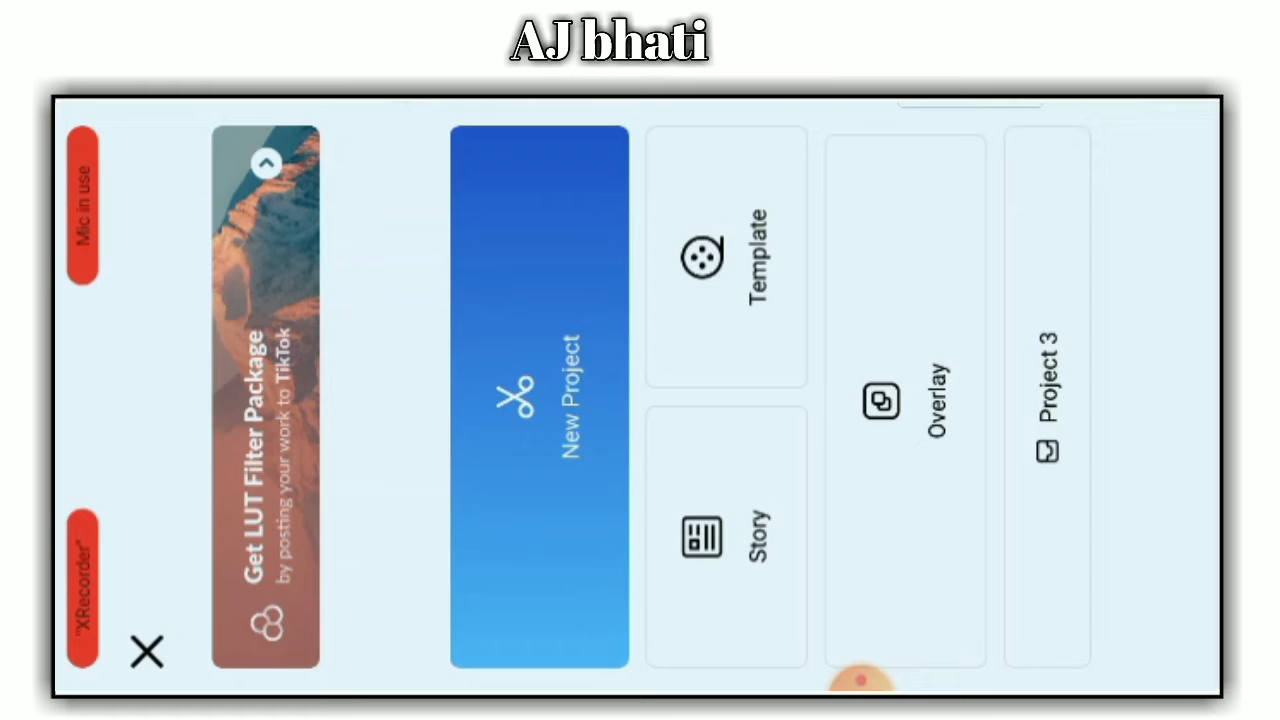 AJ bhati
"XRecorder"
Mic in use
Get LUT Filter Package
by posting your work to TikTok
New Project
Story
Template
Overlay
Project 3